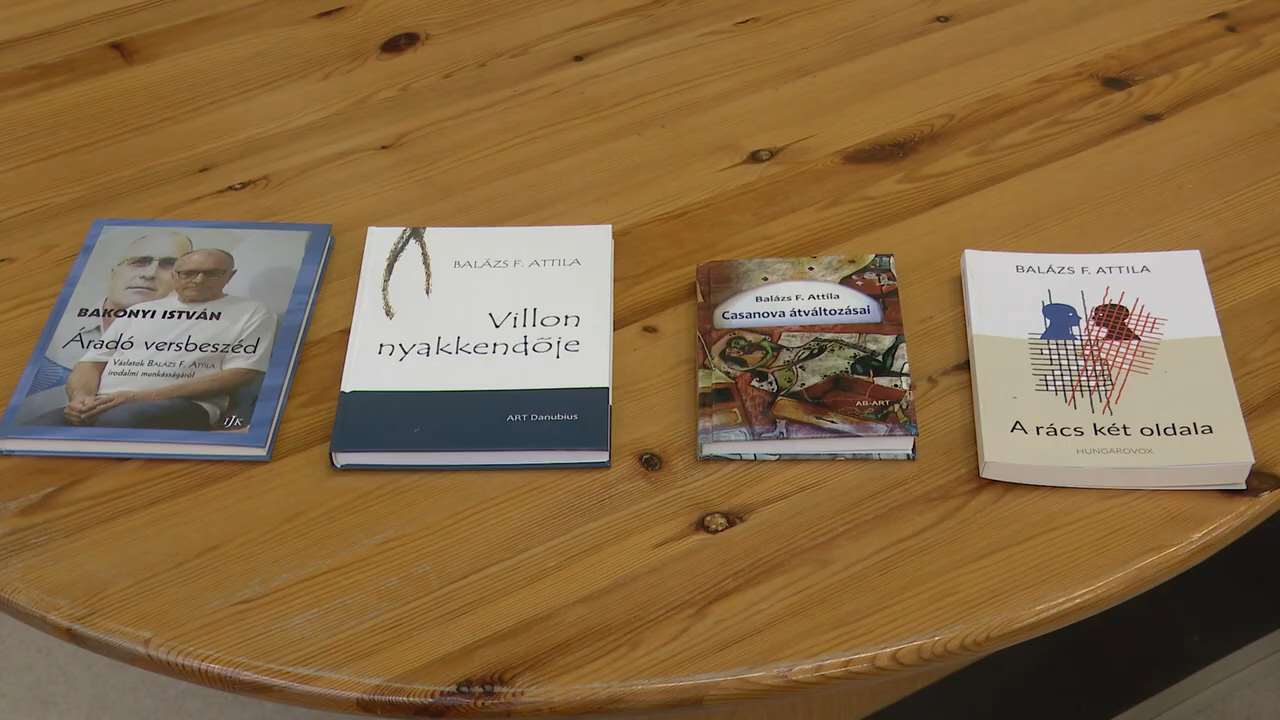 BAKONYI ISTVÁN
Áradó versbeszéd
Vázlatok BALÁZS F. ATTILA
irodalmi munkásságáról
IJK
BALÁZS F. ATTILA
Villon
nyakkendője
ART Danubius
Balázs F. Attila
Casanova átváltozásai
AB-ART
BALÁZS F. ATTILA
A rács két oldala
HUNGAROVOX